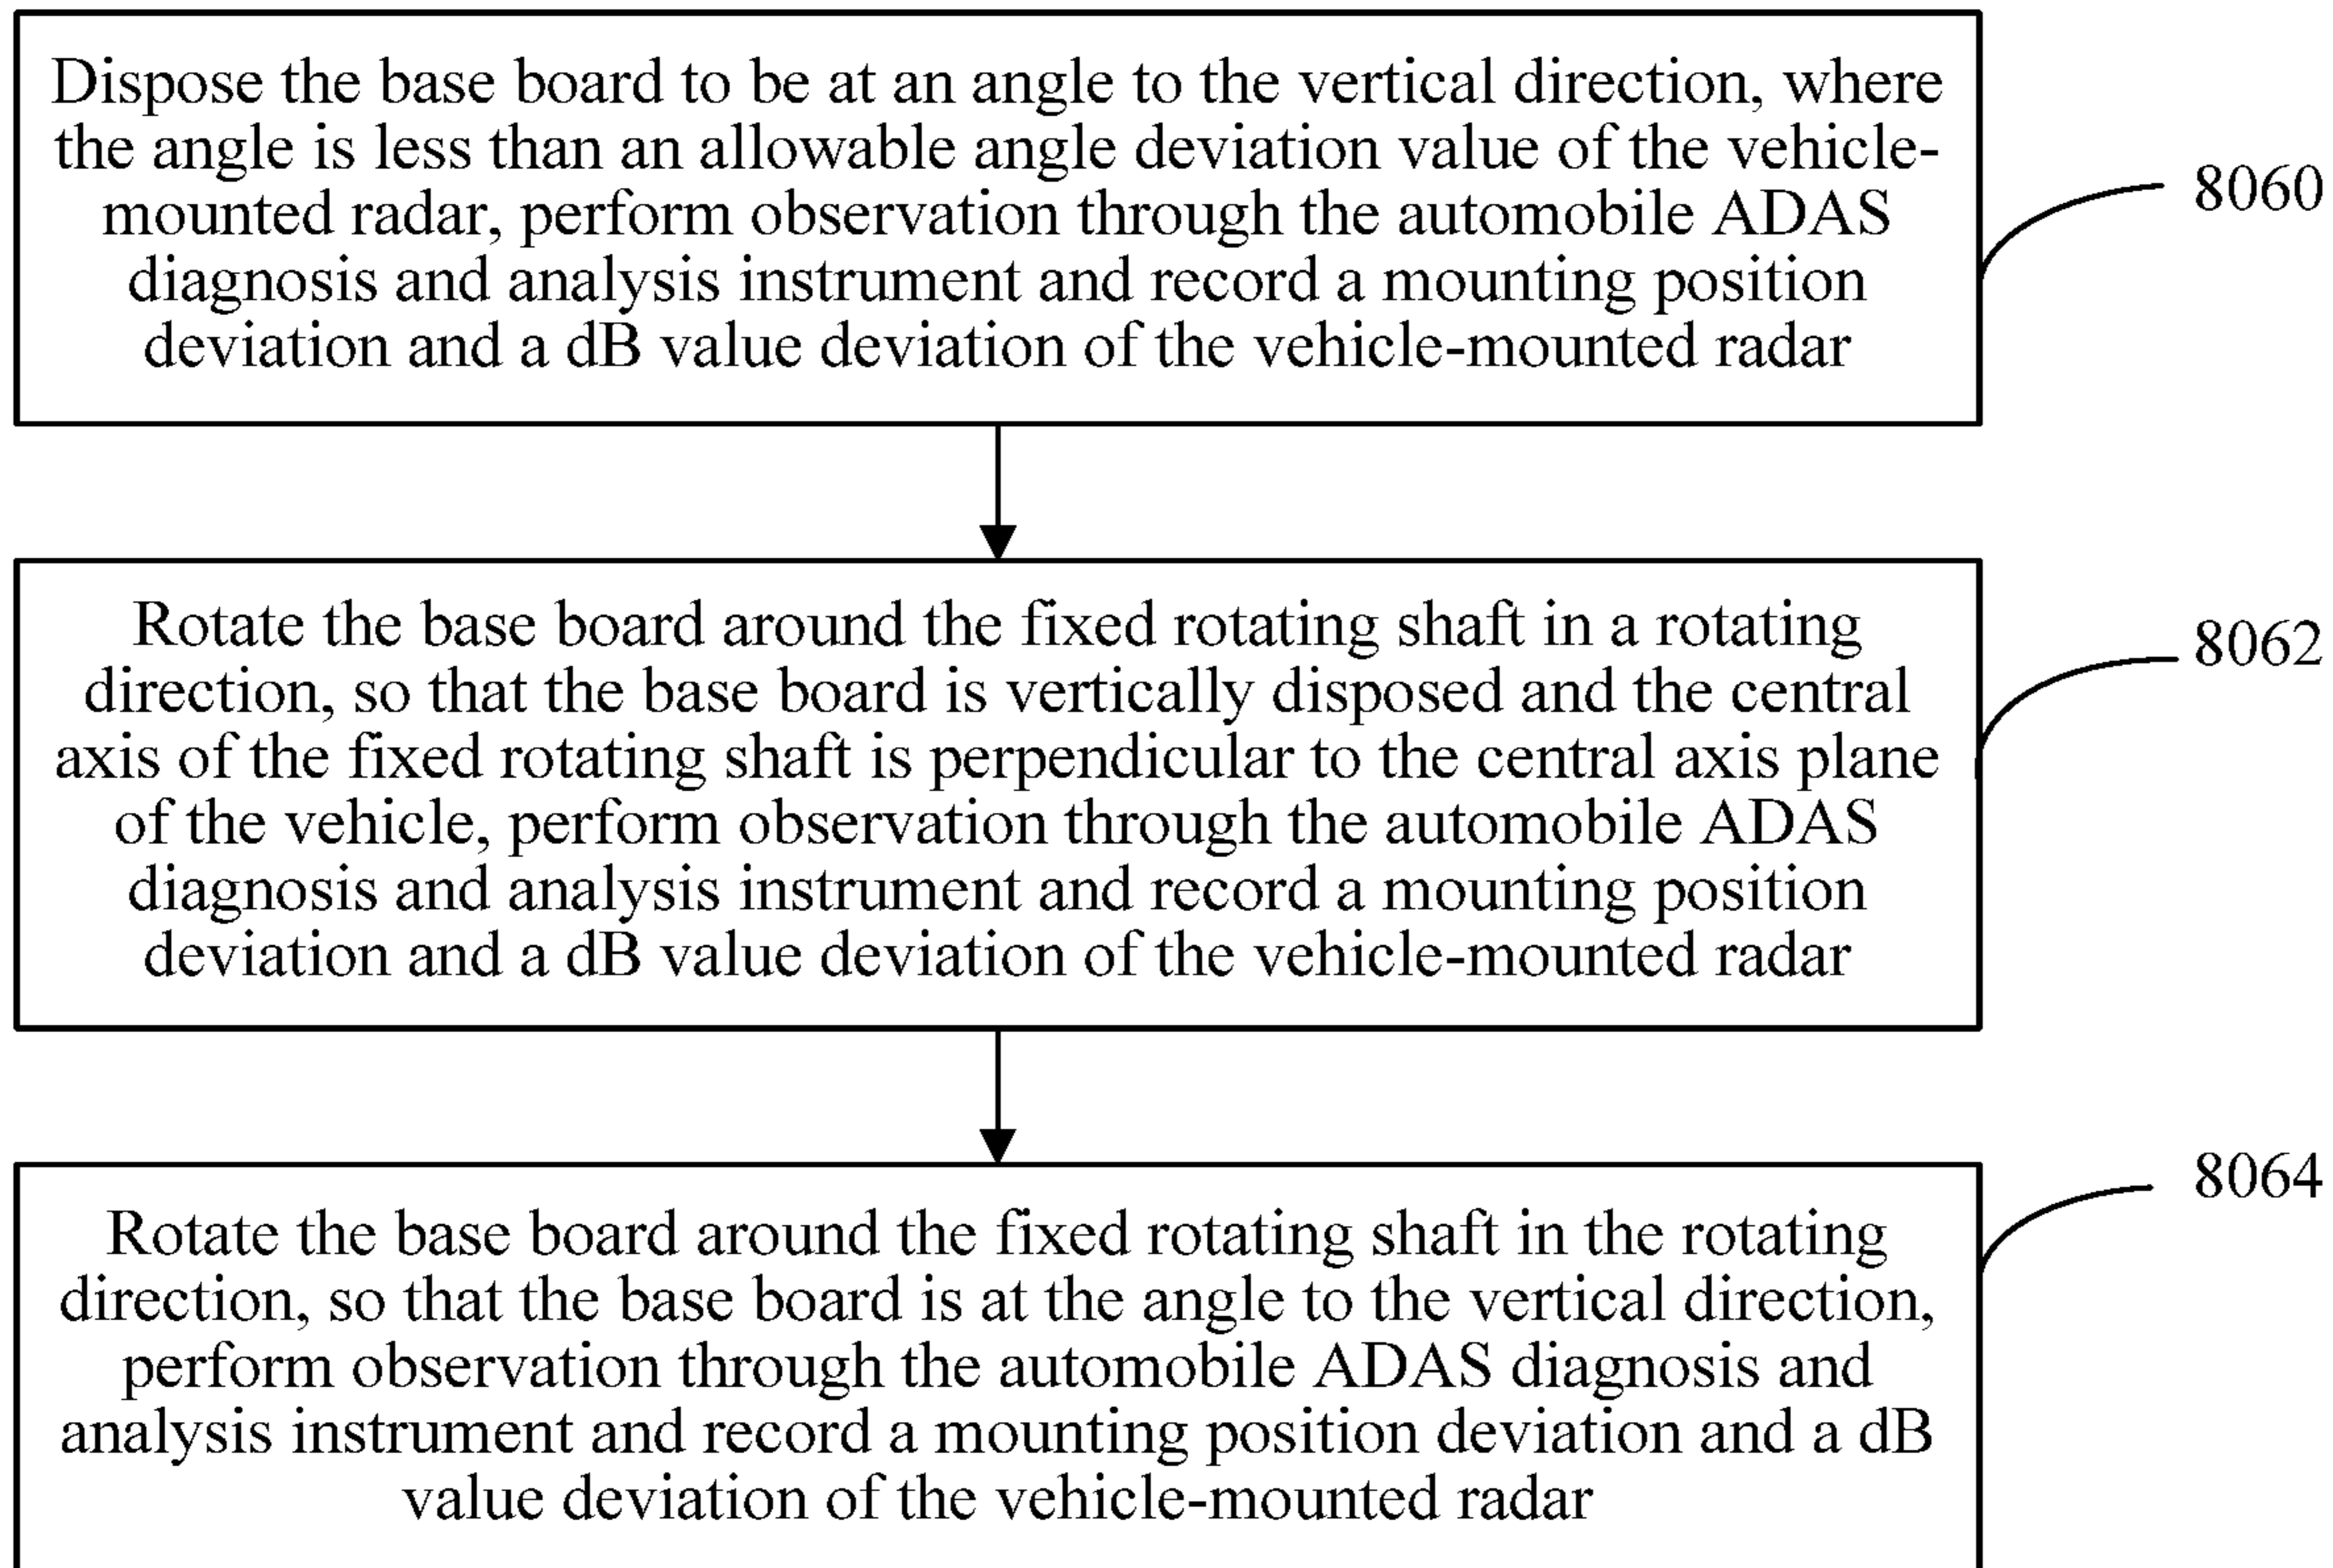 Dispose the base board to be at an angle to the vertical direction, where
the angle is less than an allowable angle deviation value of the vehicle-
mounted radar, perform observation through the automobile ADAS
diagnosis and analysis instrument and record a mounting position
deviation and a dB value deviation of the vehicle-mounted radar
8060
Rotate the base board around the fixed rotating shaft in a rotating
direction, so that the base board is vertically disposed and the central
axis of the fixed rotating shaft is perpendicular to the central axis plane
of the vehicle, perform observation through the automobile ADAS
diagnosis and analysis instrument and record a mounting position
deviation and a dB value deviation of the vehicle-mounted radar
8062
Rotate the base board around the fixed rotating shaft in the rotating
direction, so that the base board is at the angle to the vertical direction,
perform observation through the automobile ADAS diagnosis and
analysis instrument and record a mounting position deviation and a dB
value deviation of the vehicle-mounted radar
8064